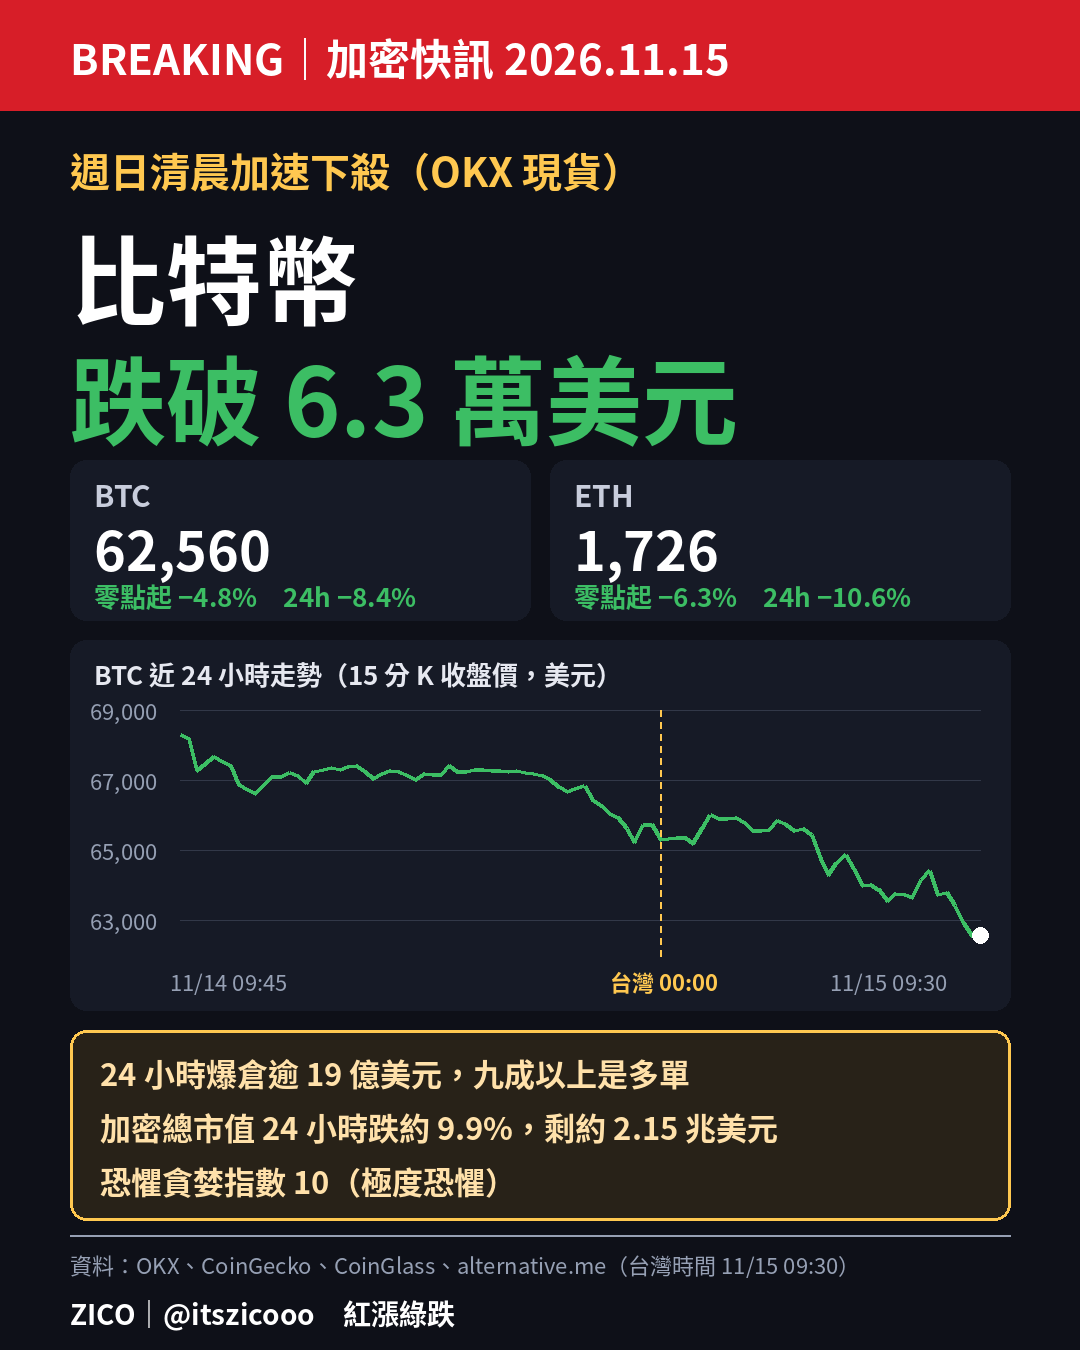 BREAKING｜加密快訊 2026.11.15
週日清晨加速下殺（OKX 現貨）
比特幣
跌破 6.3 萬美元
BTC
62,560
零點起 −4.8%　24h −8.4%
ETH
1,726
零點起 −6.3%　24h −10.6%
BTC 近 24 小時走勢（15 分 K 收盤價，美元）
69,000
67,000
65,000
63,000
11/14 09:45
台灣 00:00
11/15 09:30
24 小時爆倉逾 19 億美元，九成以上是多單
加密總市值 24 小時跌約 9.9%，剩約 2.15 兆美元
恐懼貪婪指數 10（極度恐懼）
資料：OKX、CoinGecko、CoinGlass、alternative.me（台灣時間 11/15 09:30）
ZICO｜@itszicooo　紅漲綠跌